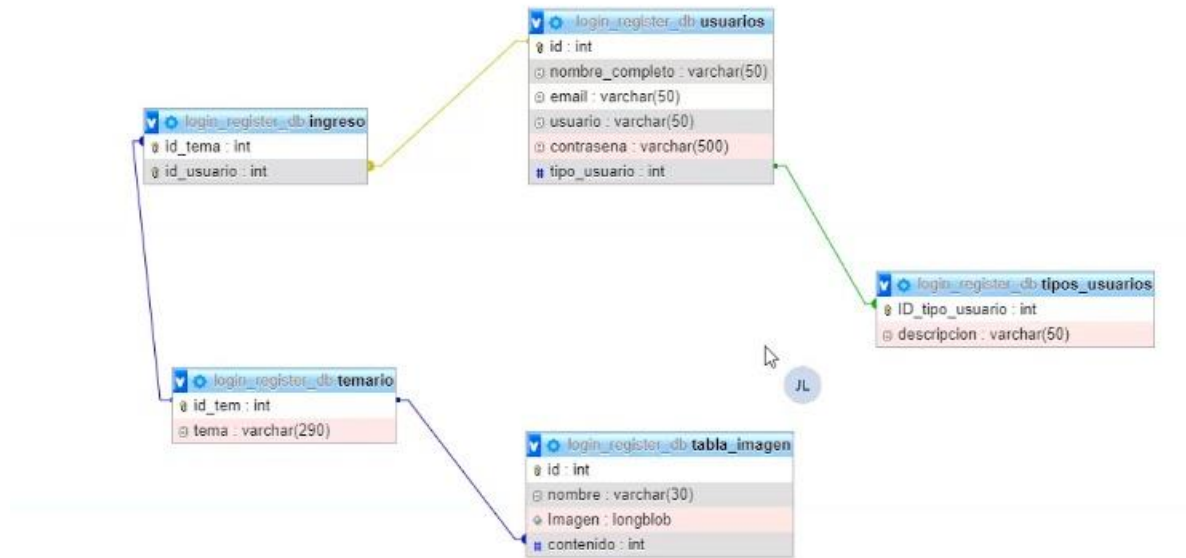 login_register_db usuarios
id : int
nombre_completo : varchar(50)
email : varchar(50)
usuario : varchar(50)
contrasena : varchar(500)
# tipo_usuario : int
login_register_db ingreso
id_tema : int
id_usuario : int
login_register_db tipos_usuarios
ID_tipo_usuario : int
descripcion : varchar(50)
JL
login_register_db temario
id_tem : int
tema : varchar(290)
login_register_db tabla_imagen
id : int
nombre : varchar(30)
Imagen : longblob
# contenido : int